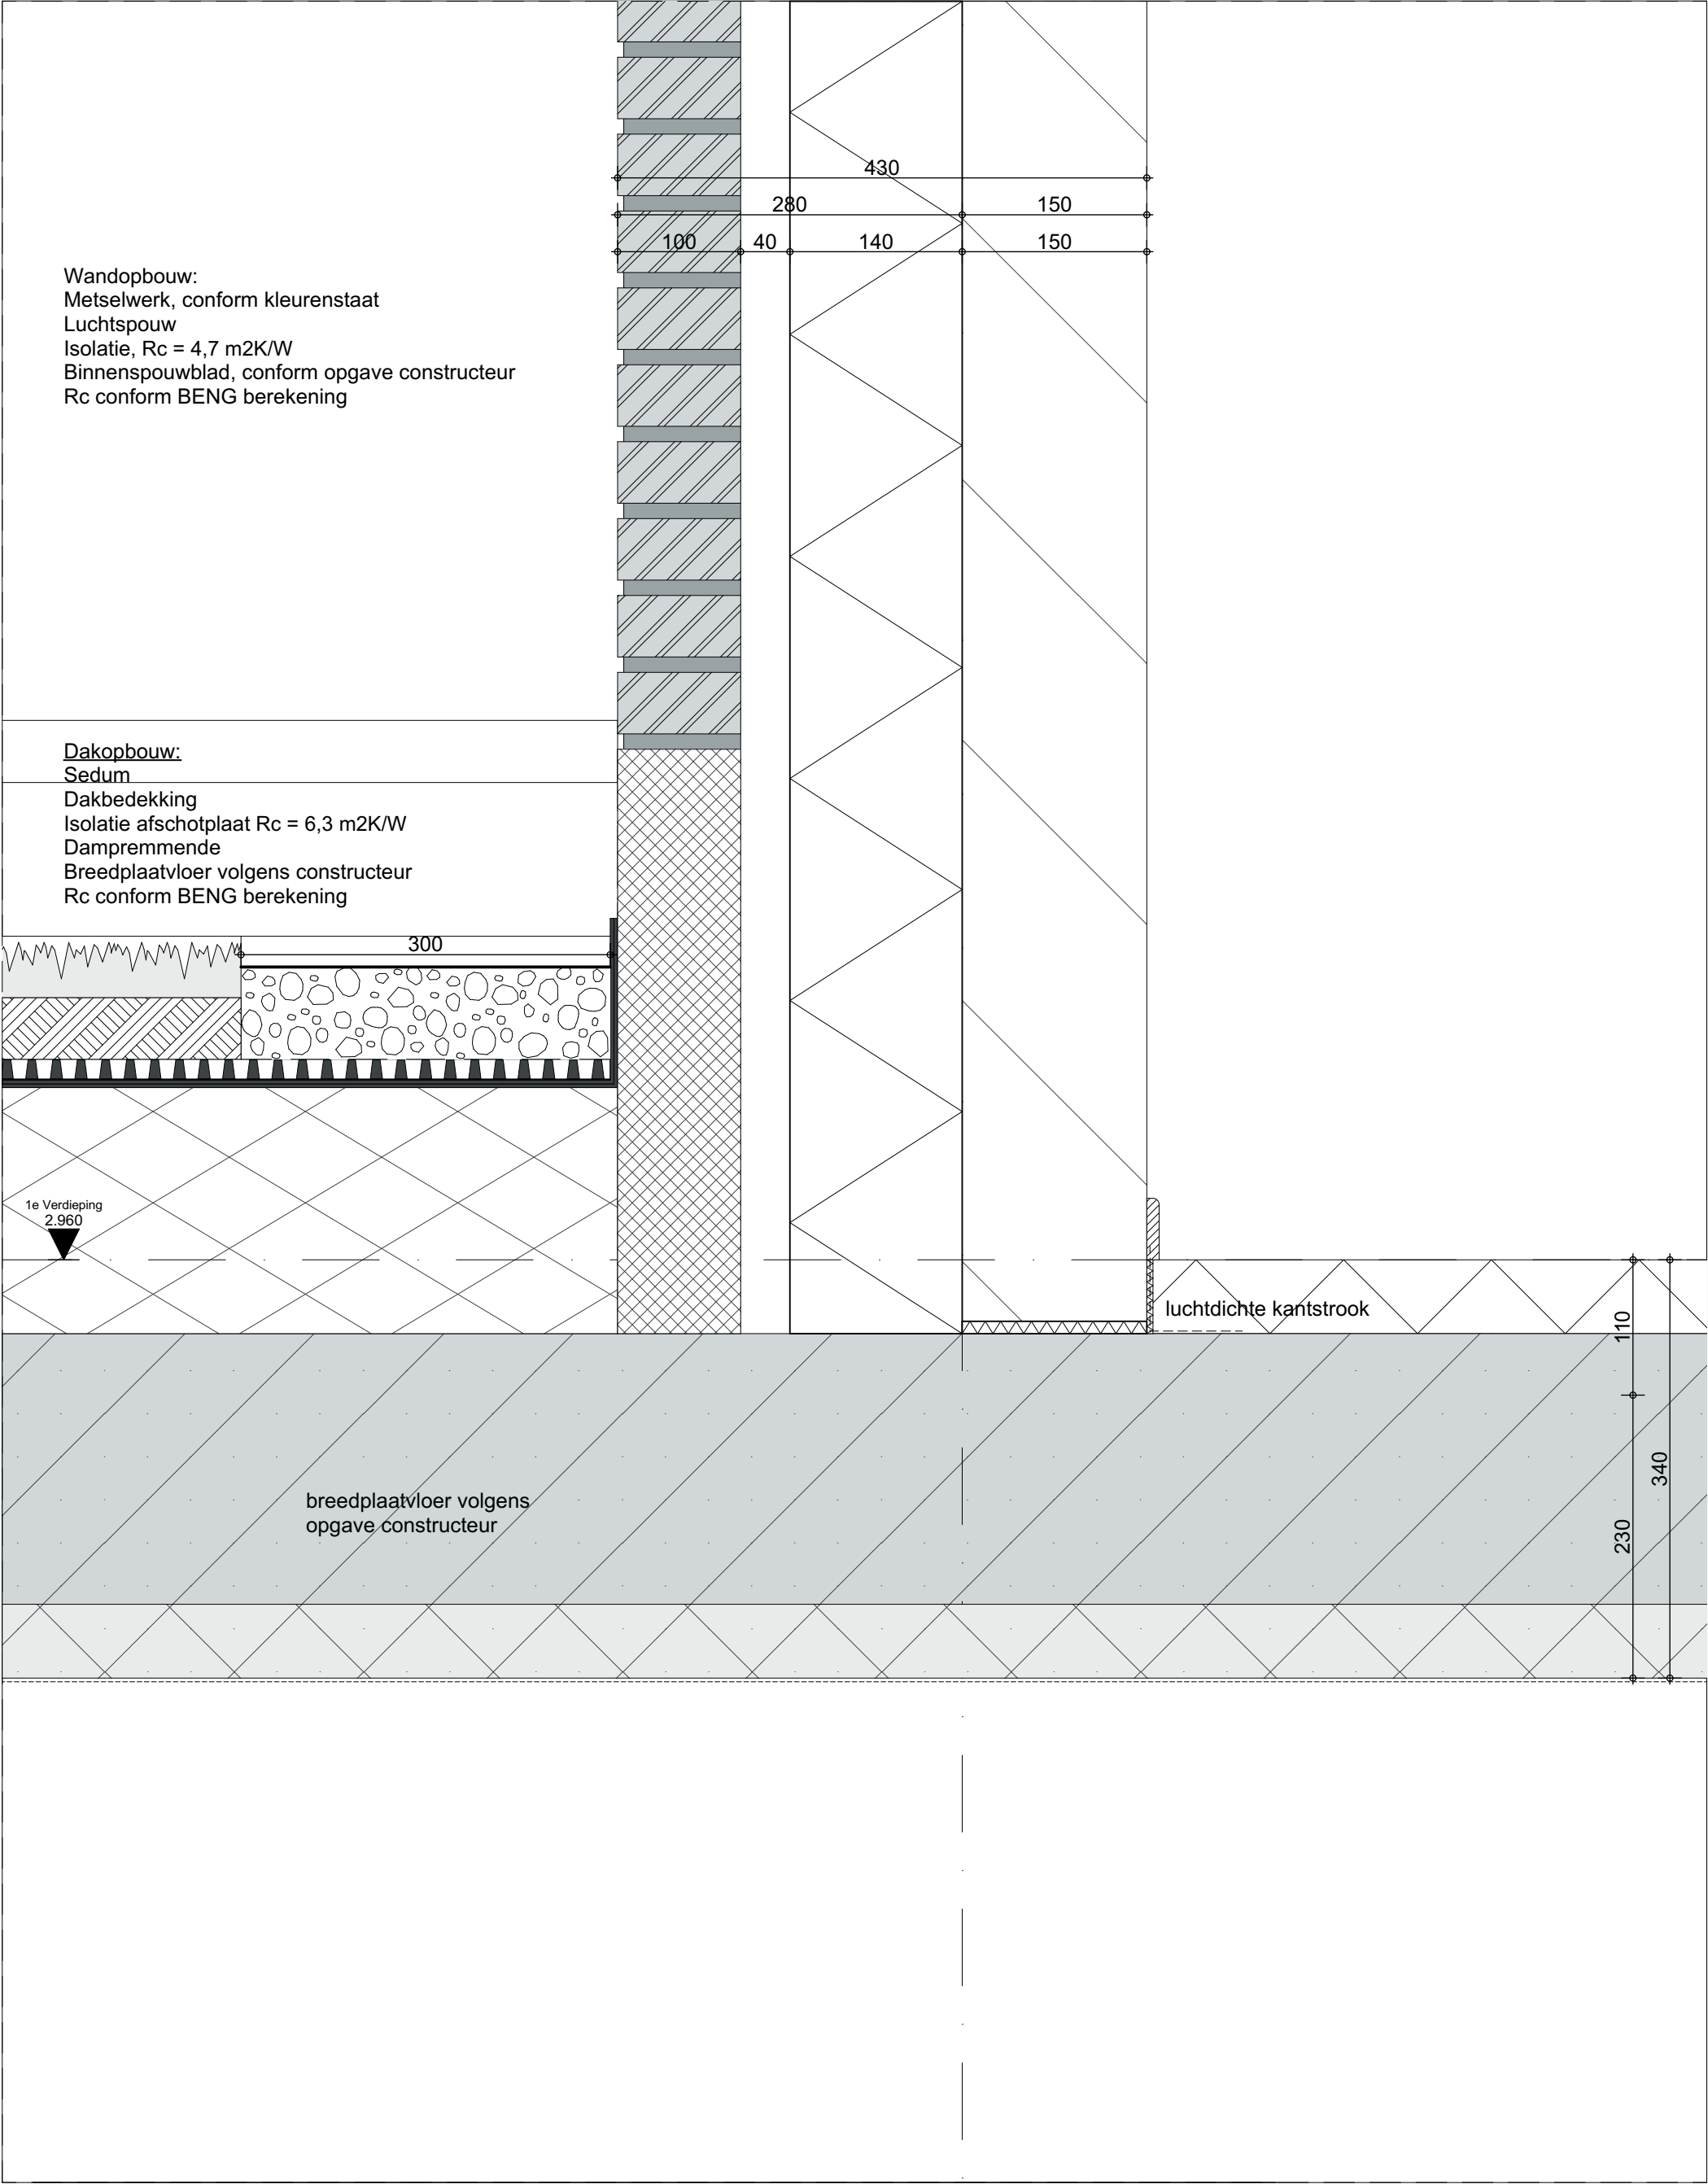 430
280
150
100
40
140
150
Wandopbouw:
Metselwerk, conform kleurenstaat
Luchtspouw
Isolatie, Rc = 4,7 m2K/W
Binnenspouwblad, conform opgave constructeur
Rc conform BENG berekening
Dakopbouw:
Sedum
Dakbedekking
Isolatie afschotplaat Rc = 6,3 m2K/W
Dampremmende
Breedplaatvloer volgens constructeur
Rc conform BENG berekening
300
1e Verdieping
2.960
luchtdichte kantstrook
110
340
230
breedplaatvloer volgens
opgave constructeur